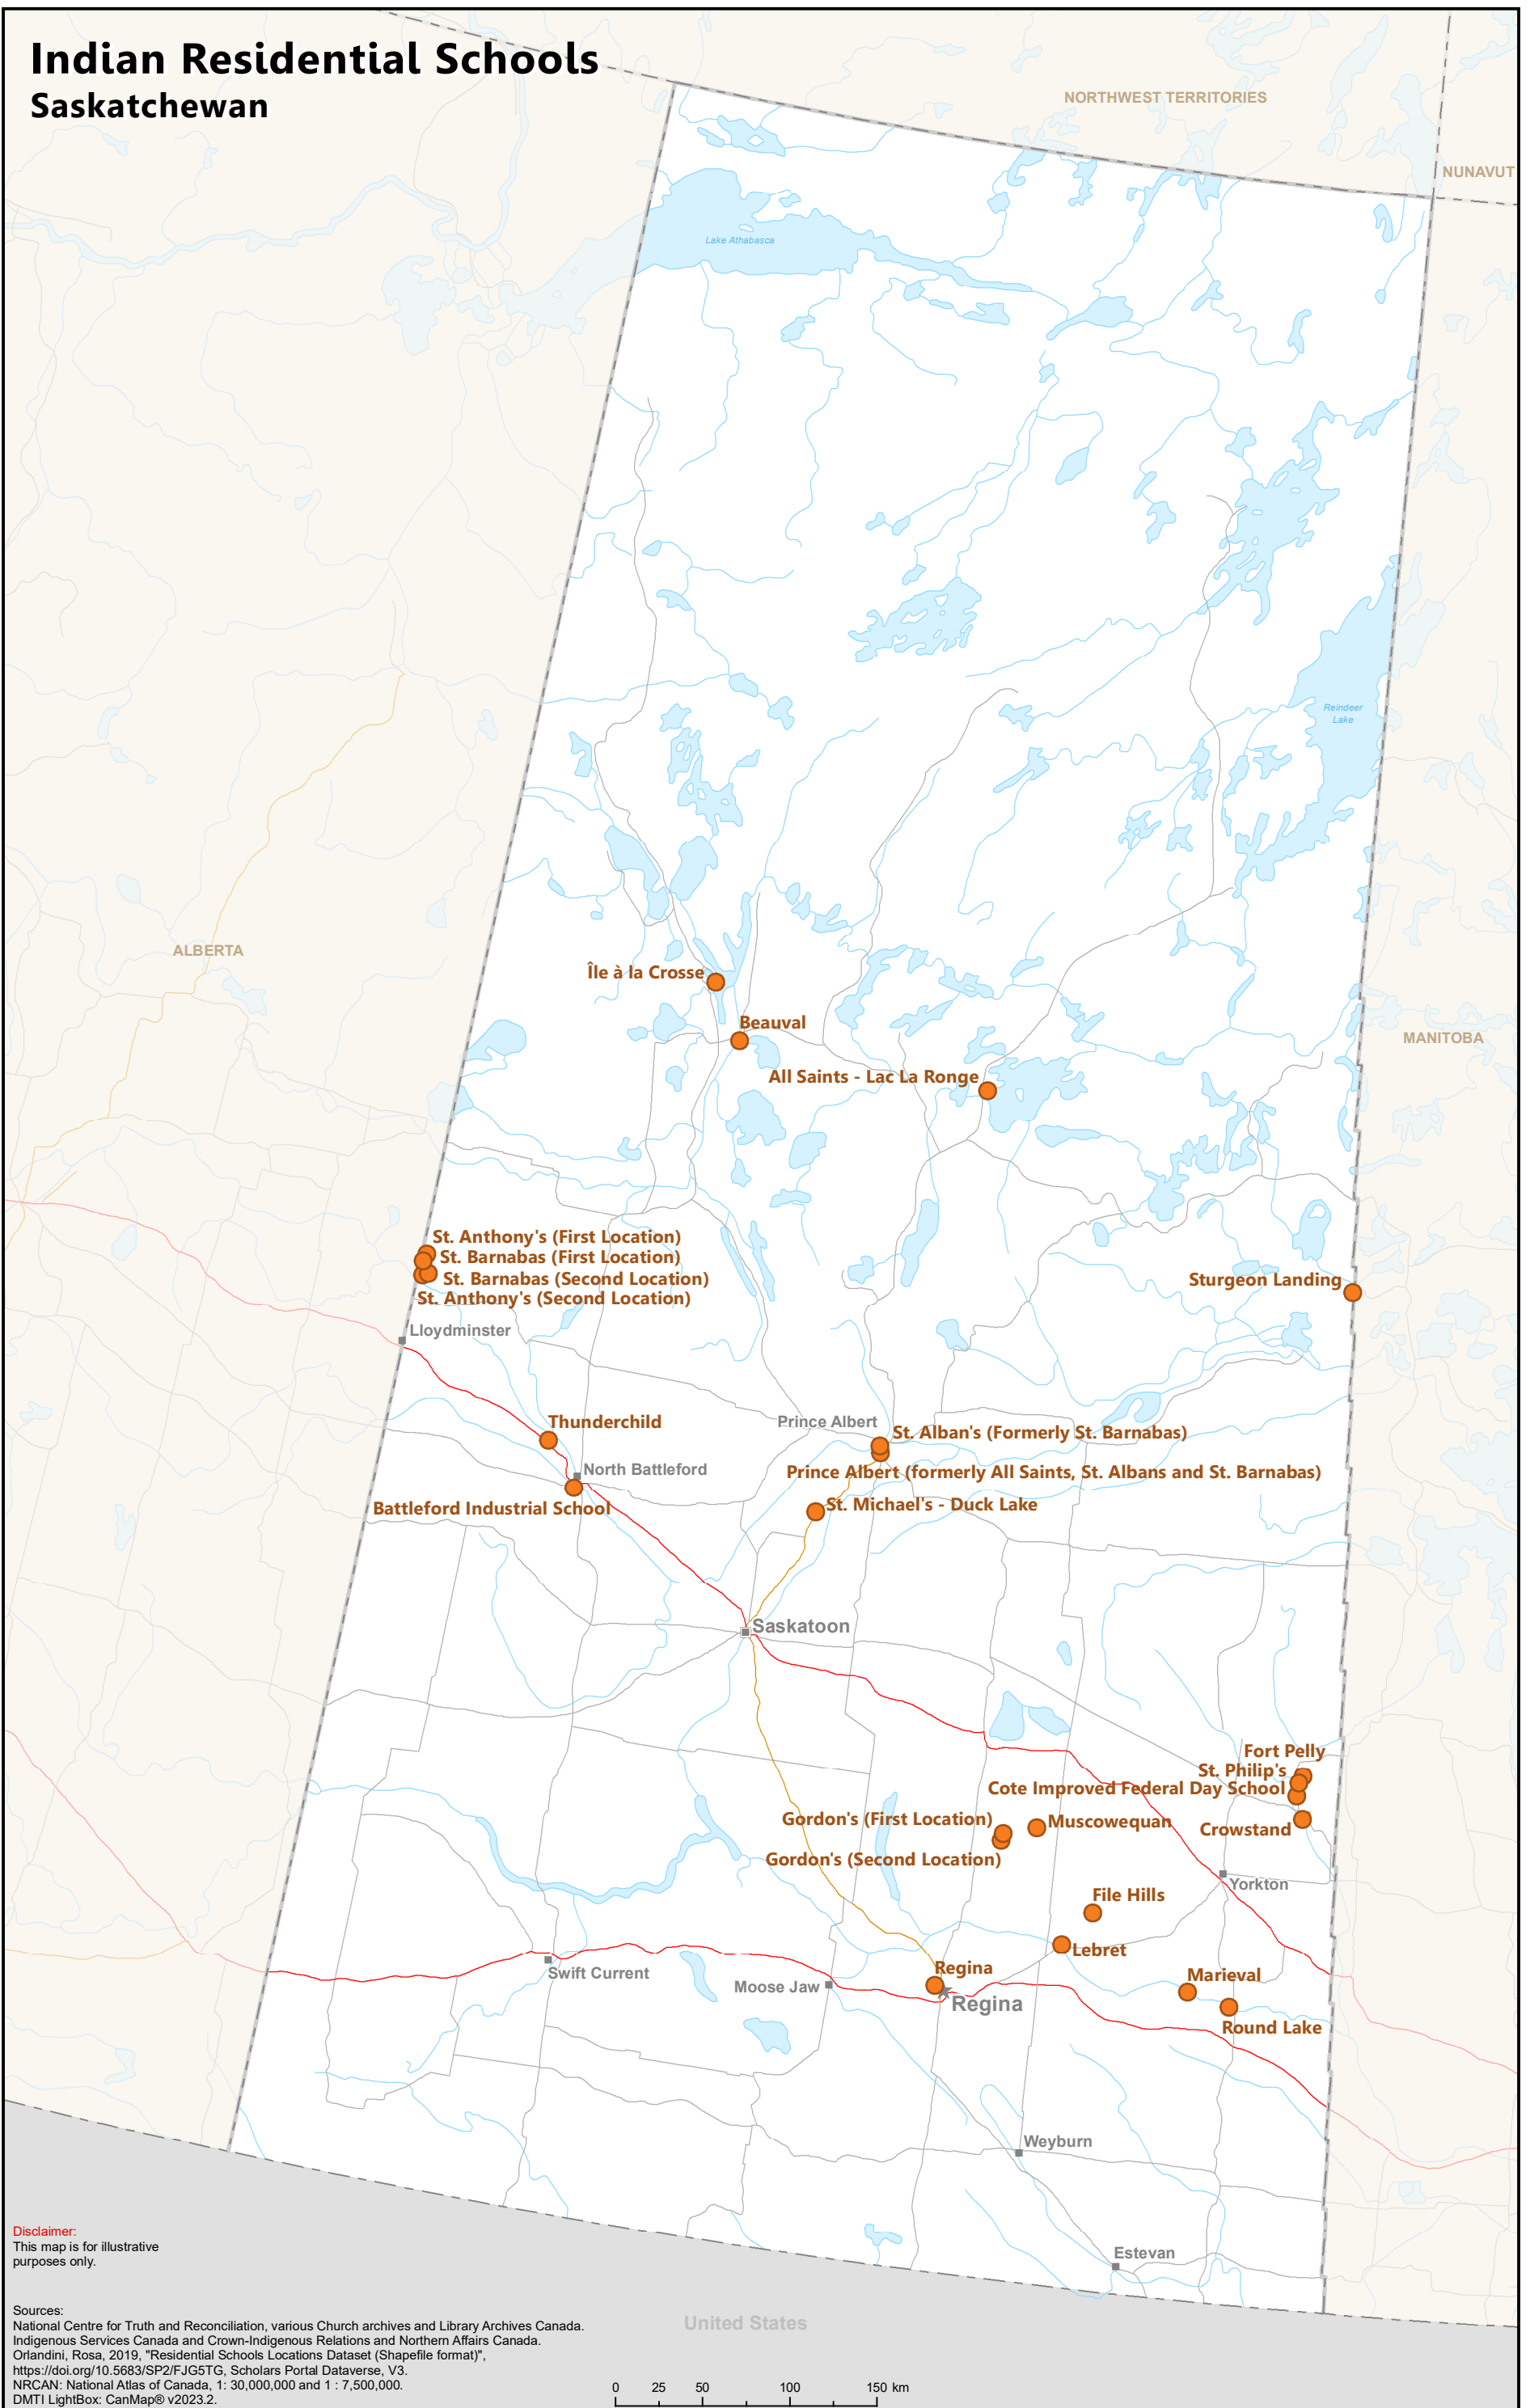 Indian Residential Schools
Saskatchewan
NORTHWEST TERRITORIES
NUNAVUT
Lake Athabasca
Reindeer
Lake
ALBERTA
MANITOBA
Île à la Crosse
Beauval
All Saints - Lac La Ronge
St. Anthony's (First Location)
St. Barnabas (First Location)
St. Barnabas (Second Location)
St. Anthony's (Second Location)
Sturgeon Landing
Lloydminster
Thunderchild
Prince Albert
St. Alban's (Formerly St. Barnabas)
North Battleford
Prince Albert (formerly All Saints, St. Albans and St. Barnabas)
Battleford Industrial School
St. Michael's - Duck Lake
Saskatoon
Fort Pelly
St. Philip's
Cote Improved Federal Day School
Gordon's (First Location)
Muscowequan
Crowstand
Gordon's (Second Location)
Yorkton
File Hills
Lebret
Regina
Swift Current
Moose Jaw
Marieval
Regina
Round Lake
Weyburn
Estevan
United States
Disclaimer:
This map is for illustrative
purposes only.
Sources:
National Centre for Truth and Reconciliation, various Church archives and Library Archives Canada.
Indigenous Services Canada and Crown-Indigenous Relations and Northern Affairs Canada.
Orlandini, Rosa, 2019, "Residential Schools Locations Dataset (Shapefile format)",
https://doi.org/10.5683/SP2/FJG5TG, Scholars Portal Dataverse, V3.
NRCAN: National Atlas of Canada, 1: 30,000,000 and 1 : 7,500,000.
DMTI LightBox: CanMap® v2023.2.
0 25 50 100 150 km